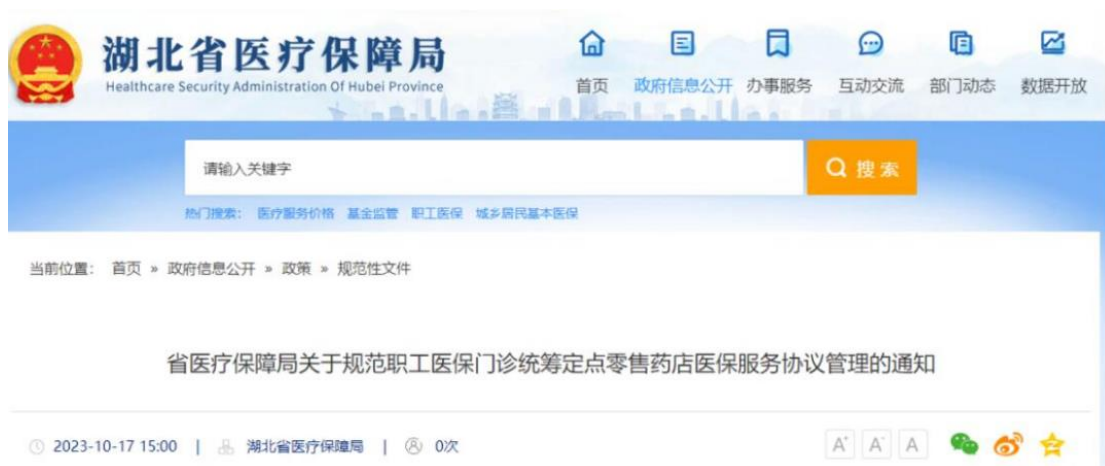 湖北省医疗保障局
Healthcare Security Administration Of Hubei Province
首页 政府信息公开 办事服务 互动交流 部门动态 数据开放
请输入关键字
搜索
热门搜索： 医疗服务价格 基金监管 职工医保 城乡居民基本医保
当前位置： 首页 » 政府信息公开 » 政策 » 规范性文件
省医疗保障局关于规范职工医保门诊统筹定点零售药店医保服务协议管理的通知
2023-10-17 15:00 | 湖北省医疗保障局 | 0次
A+ A- A